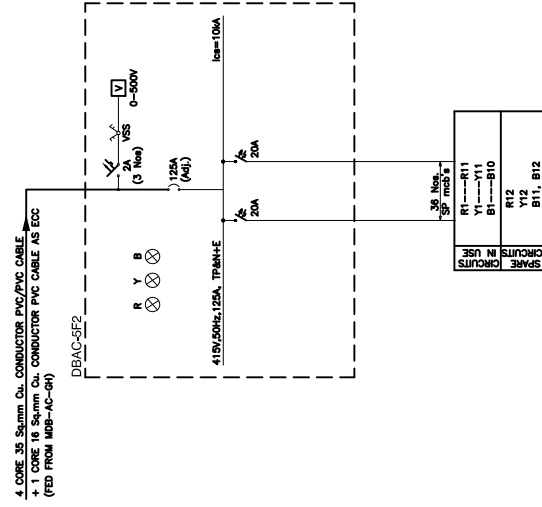 4 CORE 35 Sq.mm Cu. CONDUCTOR PVC/PVC CABLE
+ 1 CORE 16 Sq.mm Cu. CONDUCTOR PVC CABLE AS ECC
(FED FROM MDB-AC-GH)
DBAC-5F2
R Y B
2A
(3 Nos)
VSS
V
0-500V
125A
(Adj.)
415V,50Hz,125A, TP&N+E
Ics=10kA
20A
20A
36 Nos.
SP mcb's
CIRCUITS
IN USE
R1---R11
Y1---Y11
B1---B10
SPARE
CIRCUITS
R12
Y12
B11, B12